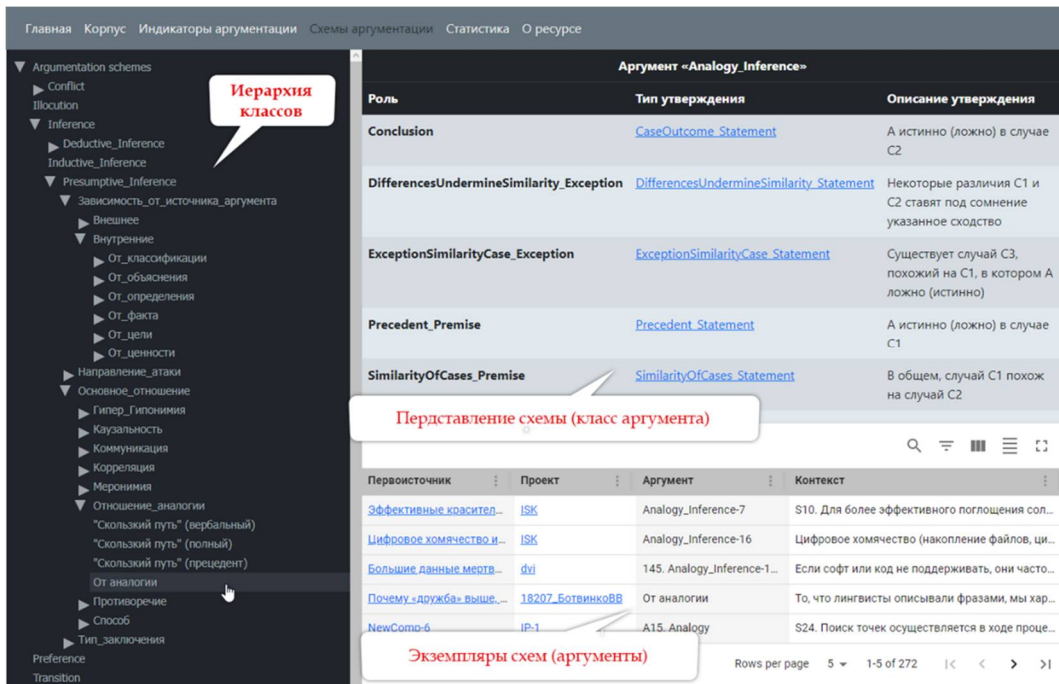 Главная Корпус Индикаторы аргументации Схемы аргументации Статистика О ресурсе
Argumentation schemes
Conflict
Illocution
Inference
Deductive_Inference
Inductive_Inference
Presumptive_Inference
Зависимость_от_источника_аргумента
Внешнее
Внутренние
От_классификации
От_объяснения
От_определения
От_факта
От_цели
От_ценности
Направление_атаки
Основное_отношение
Гипер_Гипонимия
Каузальность
Коммуникация
Корреляция
Меронимия
Отношение_аналогии
"Скользкий путь" (вербальный)
"Скользкий путь" (полный)
"Скользкий путь" (прецедент)
От аналогии
Противоречие
Способ
Тип_заключения
Preference
Transition
Иерархия
классов
Аргумент «Analogy_Inference»
Роль Тип утверждения Описание утверждения
Conclusion CaseOutcome_Statement А истинно (ложно) в случае
С2
DifferencesUndermineSimilarity_Exception DifferencesUndermineSimilarity_Statement Некоторые различия С1 и
С2 ставят под сомнение
указанное сходство
ExceptionSimilarityCase_Exception ExceptionSimilarityCase_Statement Существует случай С3,
похожий на С1, в котором А
ложно (истинно)
Precedent_Premise Precedent_Statement А истинно (ложно) в случае
С1
SimilarityOfCases_Premise SimilarityOfCases_Statement В общем, случай С1 похож
на случай С2
Пердставление схемы (класс аргумента)
Первоисточник Проект Аргумент Контекст
Эффективные красител... ISK Analogy_Inference-7 S10. Для более эффективного поглощения сол...
Цифровое хомячество и... ISK Analogy_Inference-16 Цифровое хомячество (накопление файлов, ци...
Большие данные мертв... dvi 145. Analogy_Inference-1... Если софт или код не поддерживать, они часто...
Почему «дружба» выше, ... 18207_БотвинкоВВ От аналогии То, что лингвисты описывали фразами, мы хар...
NewComp-6 IP-1 A15. Analogy S24. Поиск точек осуществляется в ходе проце...
Экземпляры схем (аргументы)
Rows per page 5 1-5 of 272